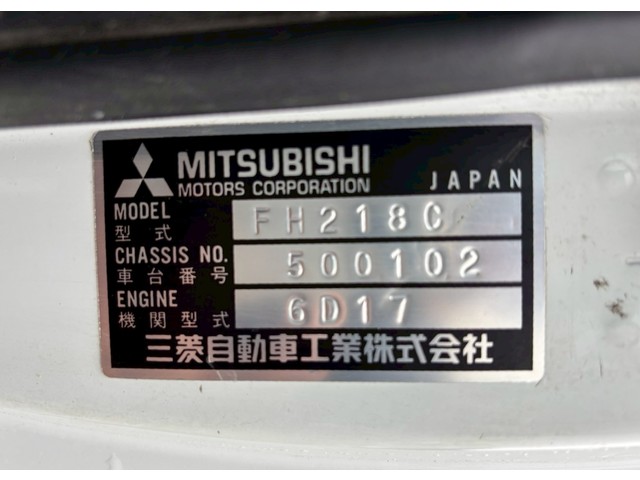 MITSUBISHI
MOTORS CORPORATION JAPAN
MODEL
型式 FH218C
CHASSIS NO.
車台番号 500102
ENGINE
機関型式 6D17
三菱自動車工業株式会社